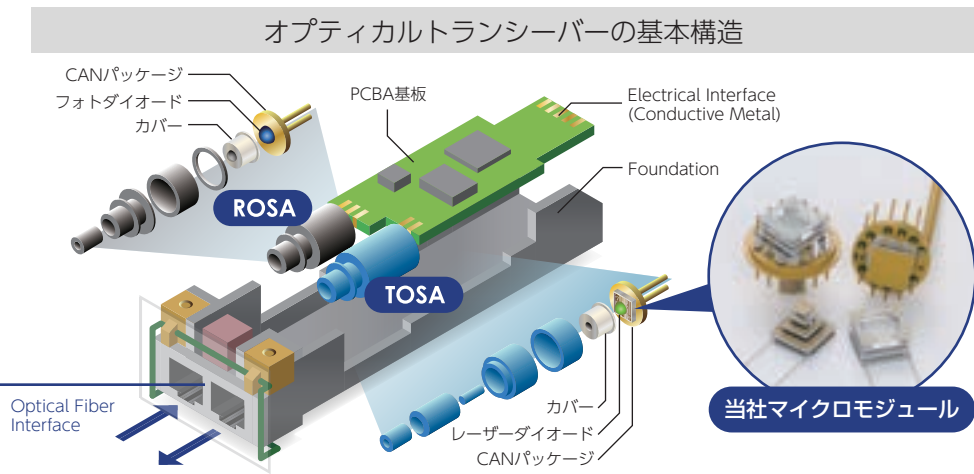 オプティカルトランシーバーの基本構造
CANパッケージ
フォトダイオード
カバー
PCBA基板
Electrical Interface
(Conductive Metal)
Foundation
ROSA
TOSA
Optical Fiber
Interface
カバー
レーザーダイオード
CANパッケージ
当社マイクロモジュール